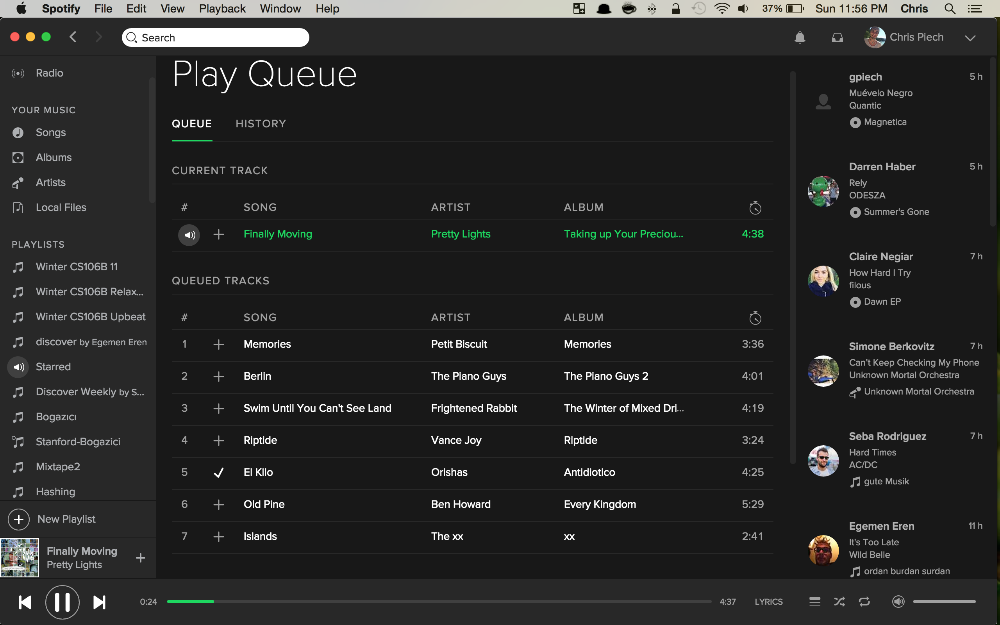 Spotify File Edit View Playback Window Help 37% Sun 11:56 PM Chris
Search
Chris Piech
Radio
YOUR MUSIC
Songs
Albums
Artists
Local Files
PLAYLISTS
Winter CS106B 11
Winter CS106B Relax...
Winter CS106B Upbeat
discover by Egemen Eren
Starred
Discover Weekly by S...
Bogazıcı
Stanford-Bogazici
Mixtape2
Hashing
New Playlist
Finally Moving
Pretty Lights
Play Queue
QUEUE HISTORY
CURRENT TRACK
# SONG ARTIST ALBUM
Finally Moving Pretty Lights Taking up Your Preciou... 4:38
QUEUED TRACKS
# SONG ARTIST ALBUM
1 Memories Petit Biscuit Memories 3:36
2 Berlin The Piano Guys The Piano Guys 2 4:01
3 Swim Until You Can't See Land Frightened Rabbit The Winter of Mixed Dri... 4:19
4 Riptide Vance Joy Riptide 3:24
5 El Kilo Orishas Antidiotico 4:25
6 Old Pine Ben Howard Every Kingdom 5:29
7 Islands The xx xx 2:41
gpiech 5 h
Muévelo Negro
Quantic
Magnetica
Darren Haber 5 h
Rely
ODESZA
Summer's Gone
Claire Negiar 7 h
How Hard I Try
filous
Dawn EP
Simone Berkovitz 7 h
Can't Keep Checking My Phone
Unknown Mortal Orchestra
Unknown Mortal Orchestra
Seba Rodriguez 7 h
Hard Times
AC/DC
gute Musik
Egemen Eren 11 h
It's Too Late
Wild Belle
ordan burdan surdan
0:24 4:37 LYRICS